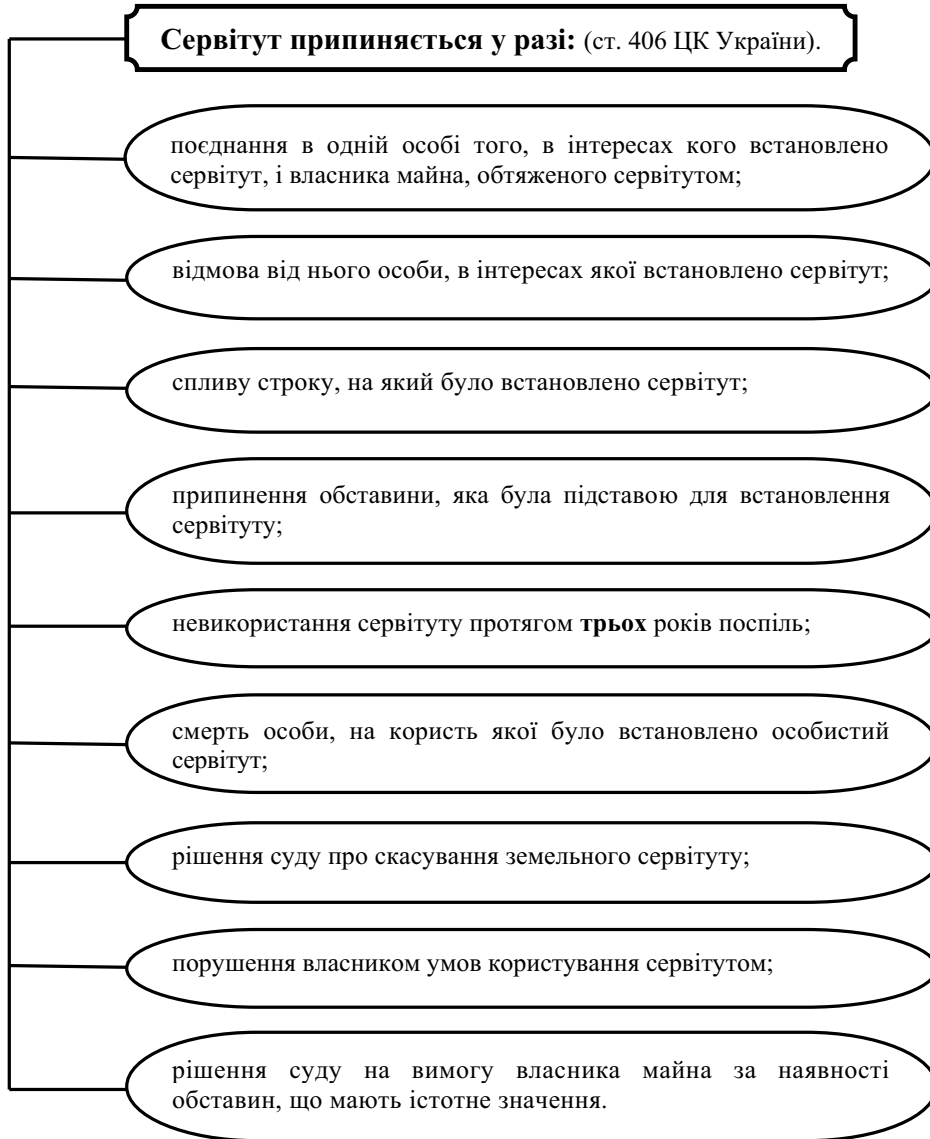 Сервітут припиняється у разі: (ст. 406 ЦК України).
поєднання в одній особі того, в інтересах кого встановлено
сервітут, і власника майна, обтяженого сервітутом;
відмова від нього особи, в інтересах якої встановлено сервітут;
спливу строку, на який було встановлено сервітут;
припинення обставини, яка була підставою для встановлення
сервітуту;
невикористання сервітуту протягом трьох років поспіль;
смерть особи, на користь якої було встановлено особистий
сервітут;
рішення суду про скасування земельного сервітуту;
порушення власником умов користування сервітутом;
рішення суду на вимогу власника майна за наявності
обставин, що мають істотне значення.